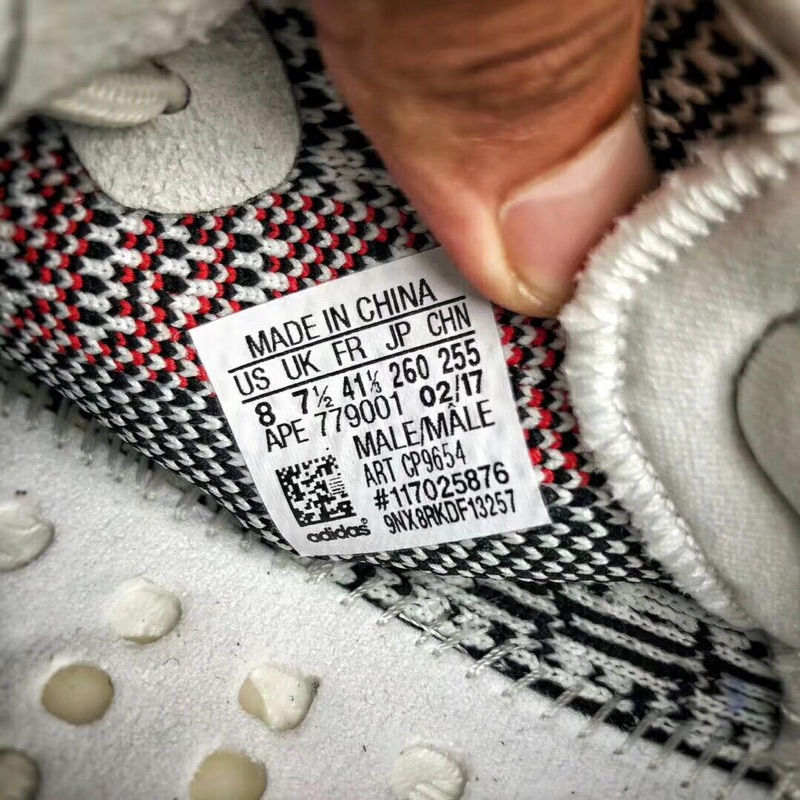 MADE IN CHINA
US UK FR JP CHN
8 7½ 41⅓ 260 255
APE 779001 02/17
MALE/MÂLE
ART CP9654
#117025876
9NX8RKDF13257
adidas®